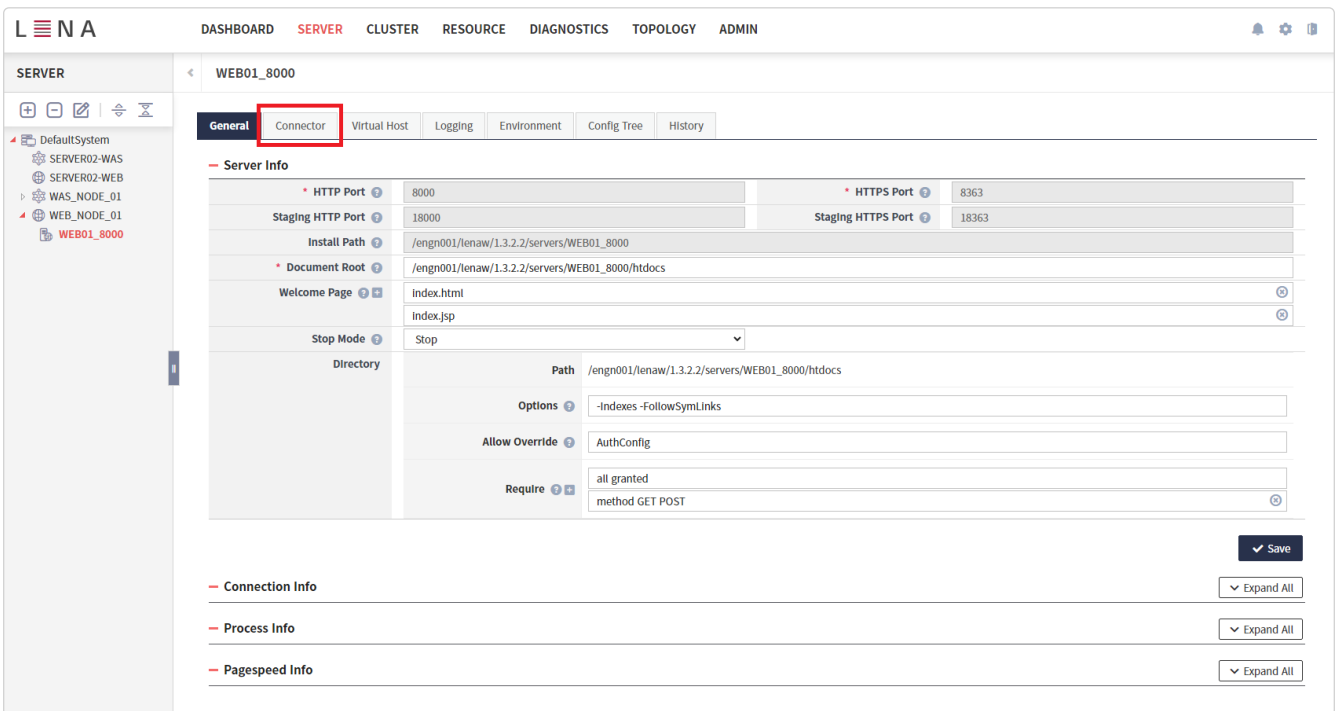 LENA DASHBOARD SERVER CLUSTER RESOURCE DIAGNOSTICS TOPOLOGY ADMIN
SERVER WEB01_8000
General Connector Virtual Host Logging Environment Config Tree History
DefaultSystem
SERVER02-WAS
SERVER02-WEB
WAS_NODE_01
WEB_NODE_01
WEB01_8000
Server Info
* HTTP Port 8000 * HTTPS Port 8363
Staging HTTP Port 18000 Staging HTTPS Port 18363
Install Path /engn001/lenaw/1.3.2.2/servers/WEB01_8000
* Document Root /engn001/lenaw/1.3.2.2/servers/WEB01_8000/htdocs
Welcome Page index.html
index.jsp
Stop Mode Stop
Directory Path /engn001/lenaw/1.3.2.2/servers/WEB01_8000/htdocs
Options -Indexes -FollowSymLinks
Allow Override AuthConfig
Require all granted
method GET POST
Save
Connection Info Expand All
Process Info Expand All
Pagespeed Info Expand All